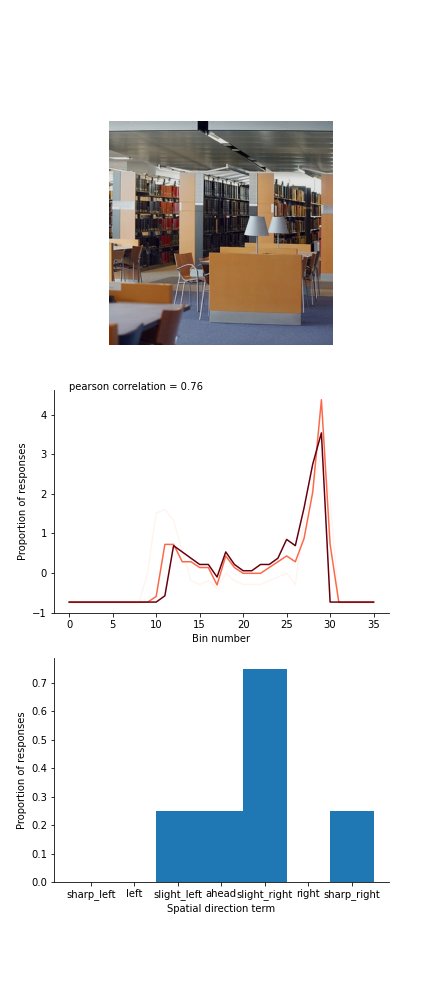 pearson correlation = 0.76
Proportion of responses
4
3
2
1
0
−1
0 5 10 15 20 25 30 35
Bin number
Proportion of responses
0.7
0.6
0.5
0.4
0.3
0.2
0.1
0.0
sharp_left left slight_left ahead slight_right right sharp_right
Spatial direction term